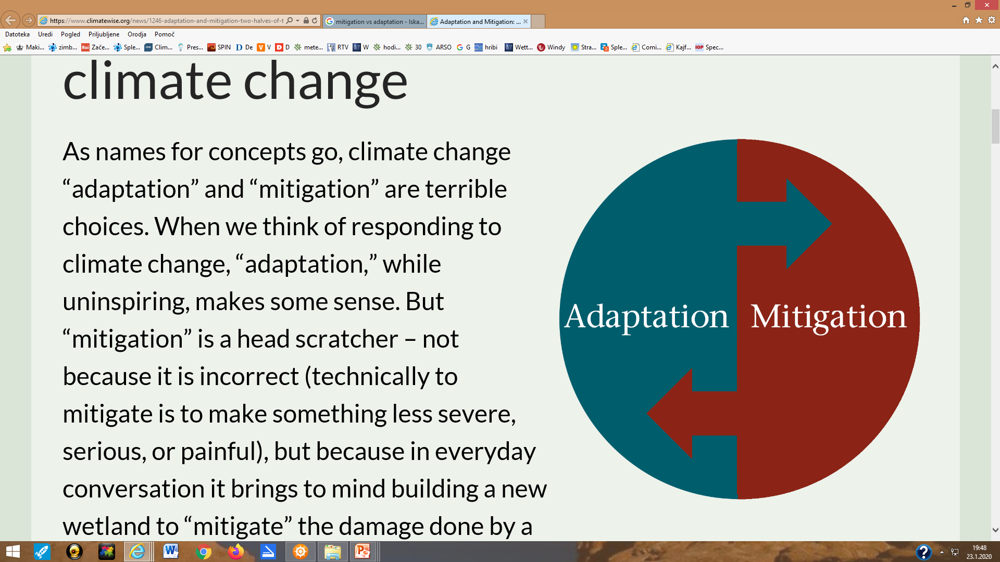 https://www.climatewise.org/news/1246-adaptation-and-mitigation-two-halves-of-t
mitigation vs adaptation - Iska...
Adaptation and Mitigation: ...
Datoteka Uredi Pogled Priljubljene Orodja Pomoč
Maki... zimb... Zače... Sple... Clim... Pres... SPIN D De V V D D mete... RTV W hodi... 30 ARSO G G hribi Wett... Windy Stra... Sple... Comi... Kajf... IOP Spec...
climate change
As names for concepts go, climate change
“adaptation” and “mitigation” are terrible
choices. When we think of responding to
climate change, “adaptation,” while
uninspiring, makes some sense. But
“mitigation” is a head scratcher – not
because it is incorrect (technically to
mitigate is to make something less severe,
serious, or painful), but because in everyday
conversation it brings to mind building a new
wetland to “mitigate” the damage done by a
Adaptation Mitigation
19:48
23.1.2020